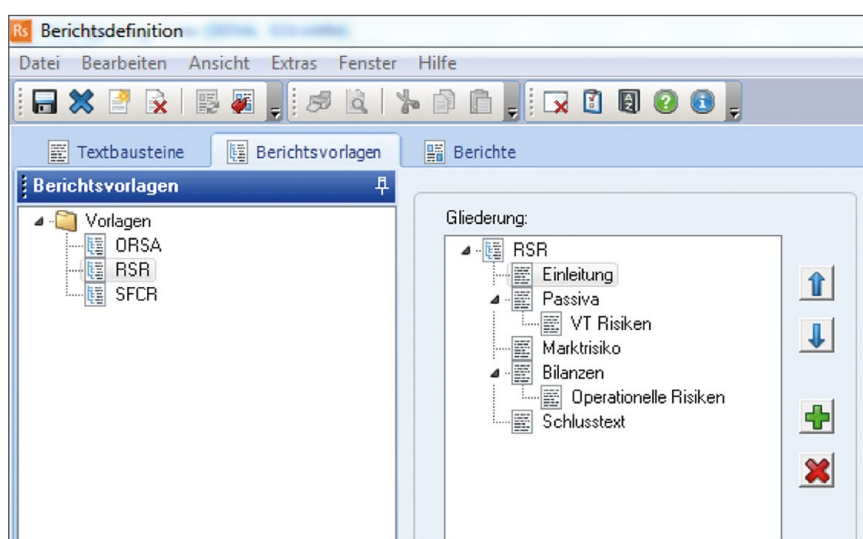 Rs Berichtsdefinition
Datei Bearbeiten Ansicht Extras Fenster Hilfe
Textbausteine Berichtsvorlagen Berichte
Berichtsvorlagen
Vorlagen
ORSA
RSR
SFCR
Gliederung:
RSR
Einleitung
Passiva
VT Risiken
Marktrisiko
Bilanzen
Operationelle Risiken
Schlusstext